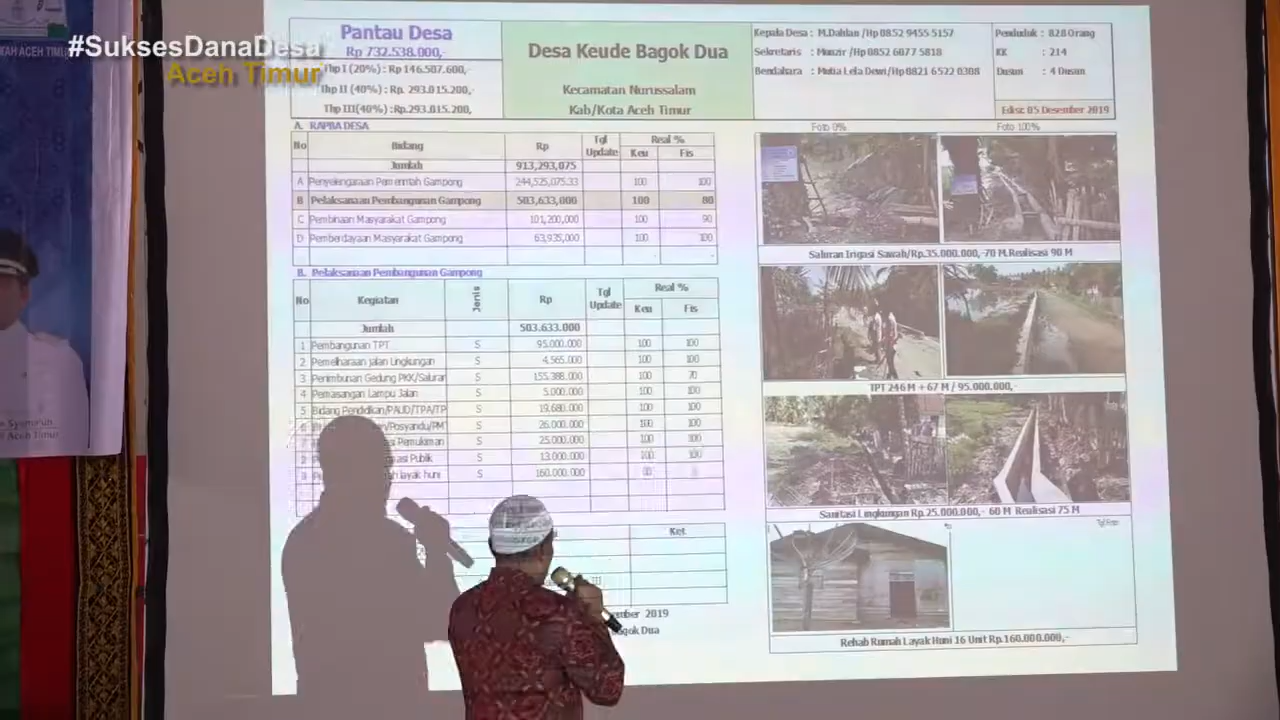 #SuksesDanaDesa
Aceh Timur
Pantau Desa
Rp 732.538.000,-
Thp I (20%) : Rp 146.507.600,-
Thp II (40%) : Rp. 293.015.200,
Thp III(40%) : Rp.293.015.200,
Desa Keude Bagok Dua
Kecamatan Nurussalam
Kab/Kota Aceh Timur
Kepala Desa : M.Dahlan /Hp 0852 9455 5157
Sekretaris : Munzir /Hp 0852 6077 5818
Bendahara : Mutia Lela Dewi/Hp 0821 6522 0308
Penduduk : 828 Orang
KK : 214
Dusun : 4 Dusun
Edisi: 05 Desember 2019
A. RAPBA DESA
No Bidang Rp Tgl Update Real % Keu Fis
Jumlah 913,293,075
A Penyelengaraan Pemerintah Gampong 244,525,075.33 100 100
B Pelaksanaan Pembangunan Gampong 503,633,000 100 80
C Pembinaan Masyarakat Gampong 101,200,000 100 90
D Pemberdayaan Masyarakat Gampong 63,935,000 100 100
B. Pelaksanaan Pembangunan Gampong
No Kegiatan Jenis Rp Tgl Update Real % Keu Fis
Jumlah 503.633.000
1 Pembangunan TPT S 95.000.000 100 100
2 Pemeliharaan jalan Lingkungan S 4.565.000 100 100
3 Penimbunan Gedung PKK/Saluran S 155.388.000 100 70
4 Pemasangan Lampu Jalan S 5.000.000 100 100
5 Bidang Pendidikan/PAUD/TPA/TP S 19.680.000 100 100
/Posyandu/PM S 26.000.000 100 100
Pemukiman S 25.000.000 100 100
Publik S 13.000.000 100 100
layak huni S 160.000.000
Ket
2019
Bagok Dua
Foto 0% Foto 100%
Saluran Irigasi Sawah/Rp.35.000.000,-70 M.Realisasi 90 M
TPT 246 M + 67 M / 95.000.000,-
Sanitasi Lingkungan Rp.25.000.000,- 60 M Realisasi 75 M
Rehab Rumah Layak Huni 16 Unit Rp.160.000.000,-
Aceh Timur